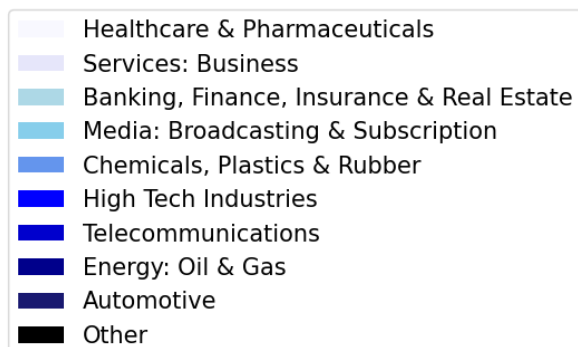 Healthcare & Pharmaceuticals
Services: Business
Banking, Finance, Insurance & Real Estate
Media: Broadcasting & Subscription
Chemicals, Plastics & Rubber
High Tech Industries
Telecommunications
Energy: Oil & Gas
Automotive
Other